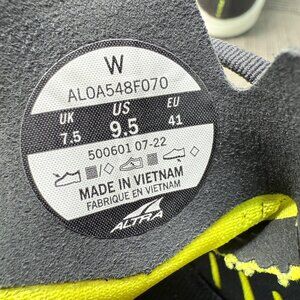 W
AL0A548F070
UK US EU
7.5 9.5 41
500601 07-22
MADE IN VIETNAM
FABRIQUE EN VIETNAM
ALTRA